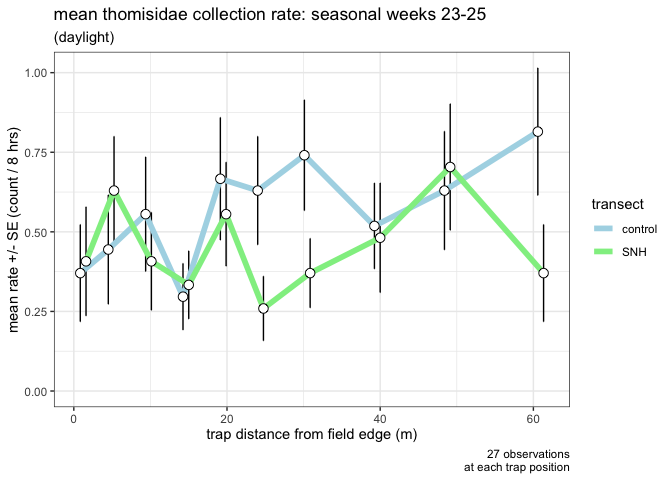 mean thomisidae collection rate: seasonal weeks 23-25
(daylight)
mean rate +/- SE (count / 8 hrs)
1.00
0.75
0.50
0.25
0.00
0
20
40
60
trap distance from field edge (m)
transect
control
SNH
27 observations
at each trap position